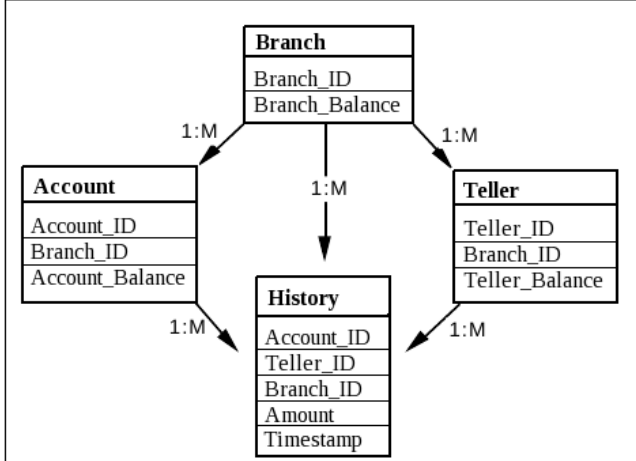 Branch
Branch_ID
Branch_Balance
1:M
1:M
1:M
Account
Account_ID
Branch_ID
Account_Balance
Teller
Teller_ID
Branch_ID
Teller_Balance
History
Account_ID
Teller_ID
Branch_ID
Amount
Timestamp
1:M
1:M